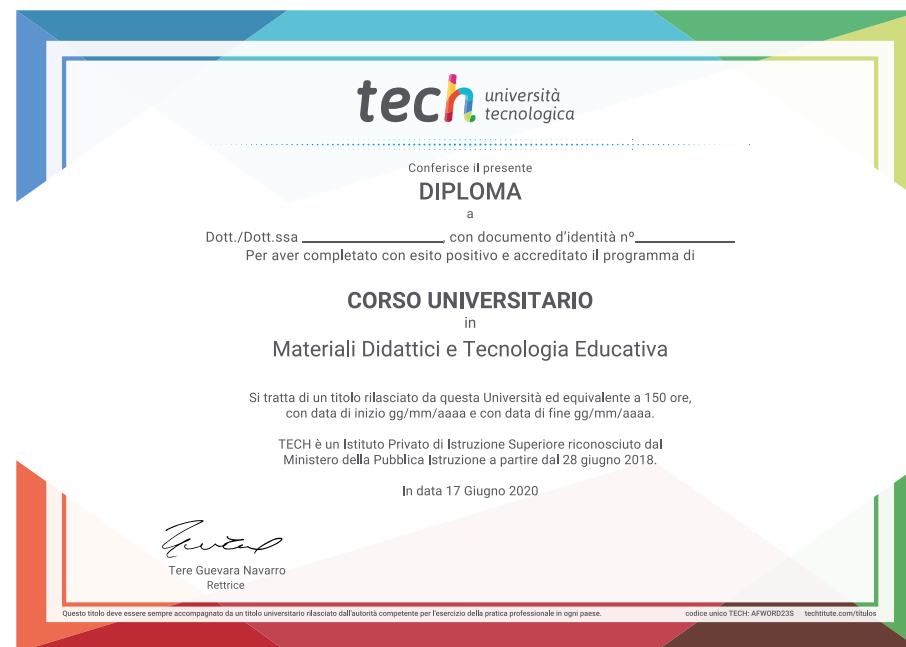 tech università
tecnologica
Conferisce il presente
DIPLOMA
a
Dott./Dott.ssa ____________________, con documento d'identità nº______________
Per aver completato con esito positivo e accreditato il programma di
CORSO UNIVERSITARIO
in
Materiali Didattici e Tecnologia Educativa
Si tratta di un titolo rilasciato da questa Università ed equivalente a 150 ore,
con data di inizio gg/mm/aaaa e con data di fine gg/mm/aaaa.
TECH è un Istituto Privato di Istruzione Superiore riconosciuto dal
Ministero della Pubblica Istruzione a partire dal 28 giugno 2018.
In data 17 Giugno 2020
Tere Guevara Navarro
Rettrice
Questo titolo deve essere sempre accompagnato da un titolo universitario rilasciato dall'autorità competente per l'esercizio della pratica professionale in ogni paese. codice unico TECH: AFWORD23S techtitute.com/titulos